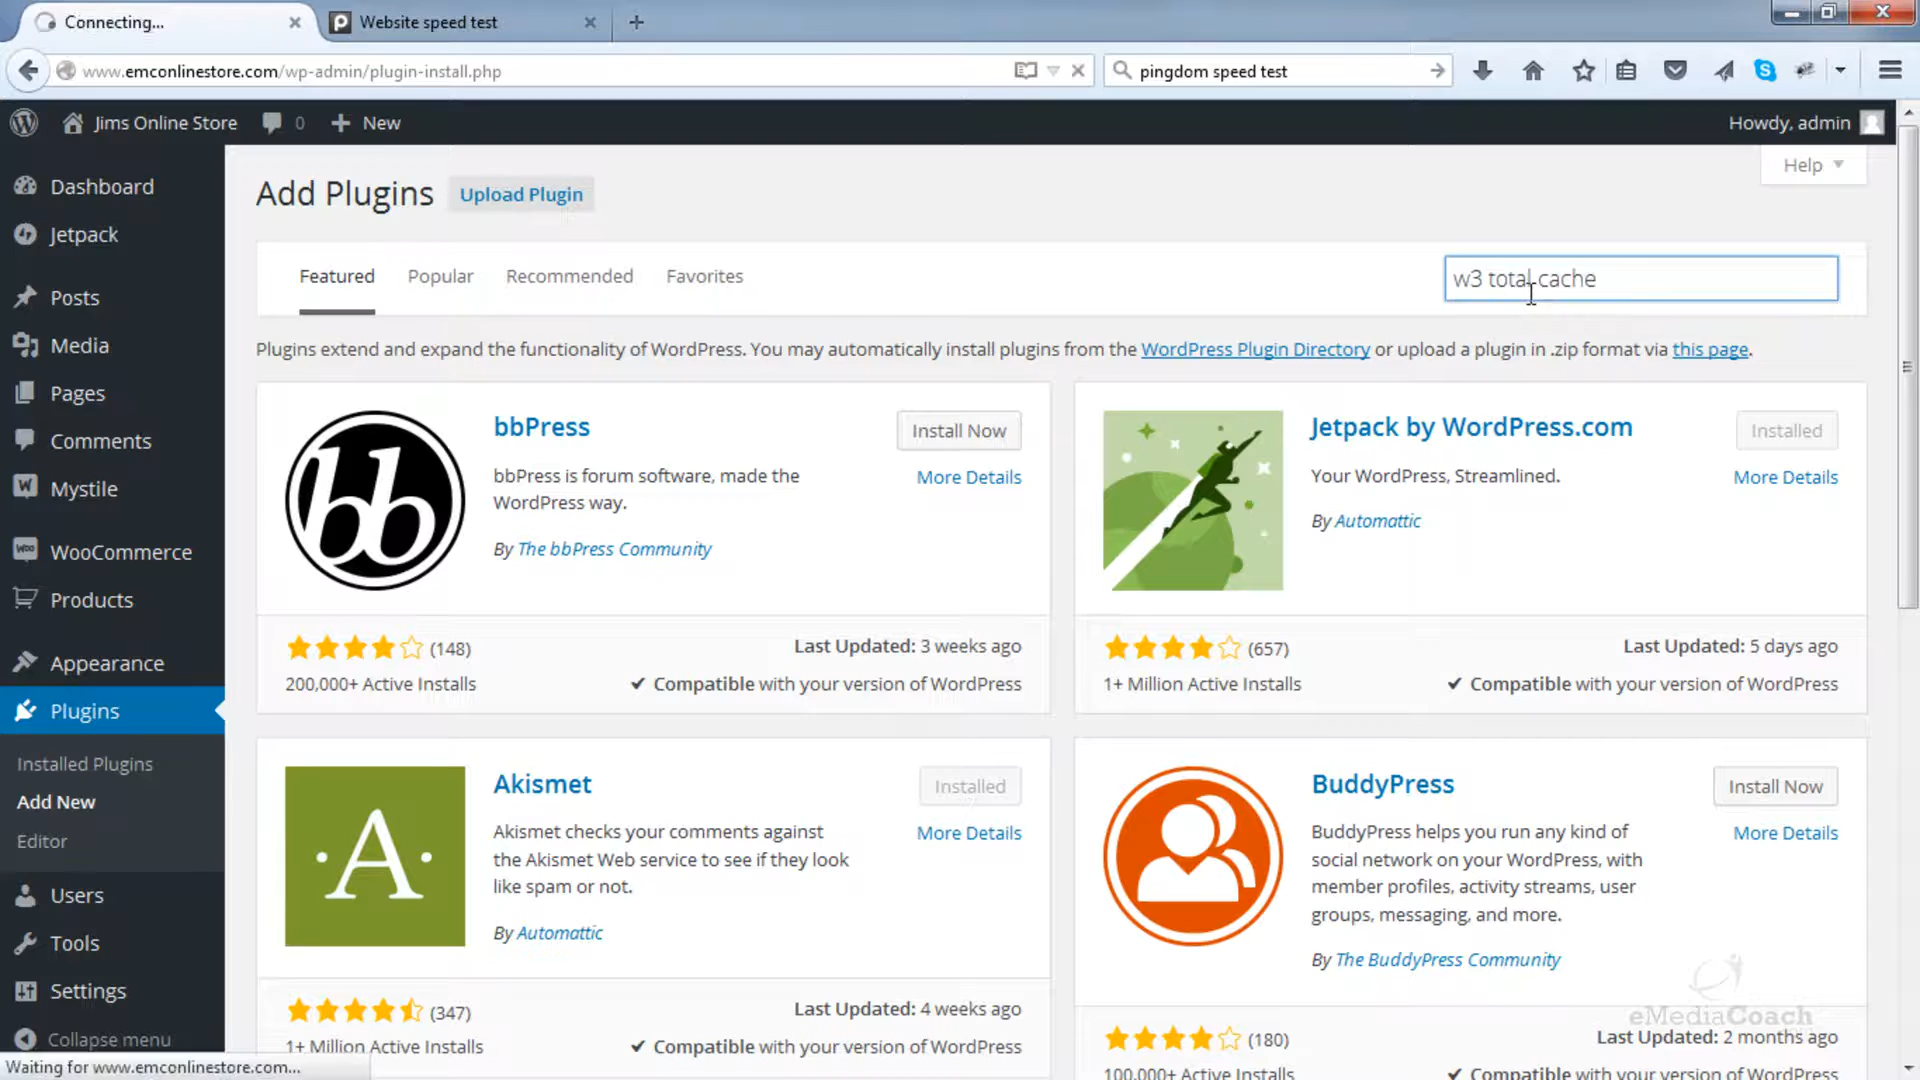 Connecting...
Website speed test
www.emconlinestore.com/wp-admin/plugin-install.php
pingdom speed test
Jims Online Store
0
New
Howdy, admin
Help
Dashboard
Jetpack
Posts
Media
Pages
Comments
Mystile
WooCommerce
Products
Appearance
Plugins
Installed Plugins
Add New
Editor
Users
Tools
Settings
Collapse menu
Waiting for www.emconlinestore.com...
Add Plugins
Upload Plugin
Featured
Popular
Recommended
Favorites
w3 total cache
Plugins extend and expand the functionality of WordPress. You may automatically install plugins from the WordPress Plugin Directory or upload a plugin in .zip format via this page.
bbPress
Install Now
More Details
bbPress is forum software, made the
WordPress way.
By The bbPress Community
(148)
Last Updated: 3 weeks ago
200,000+ Active Installs
Compatible with your version of WordPress
Jetpack by WordPress.com
Installed
More Details
Your WordPress, Streamlined.
By Automattic
(657)
Last Updated: 5 days ago
1+ Million Active Installs
Compatible with your version of WordPress
Akismet
Installed
More Details
Akismet checks your comments against
the Akismet Web service to see if they look
like spam or not.
By Automattic
(347)
Last Updated: 4 weeks ago
1+ Million Active Installs
Compatible with your version of WordPress
BuddyPress
Install Now
More Details
BuddyPress helps you run any kind of
social network on your WordPress, with
member profiles, activity streams, user
groups, messaging, and more.
By The BuddyPress Community
(180)
Last Updated: 2 months ago
100,000+ Active Installs
Compatible with your version of WordPress
eMediaCoach